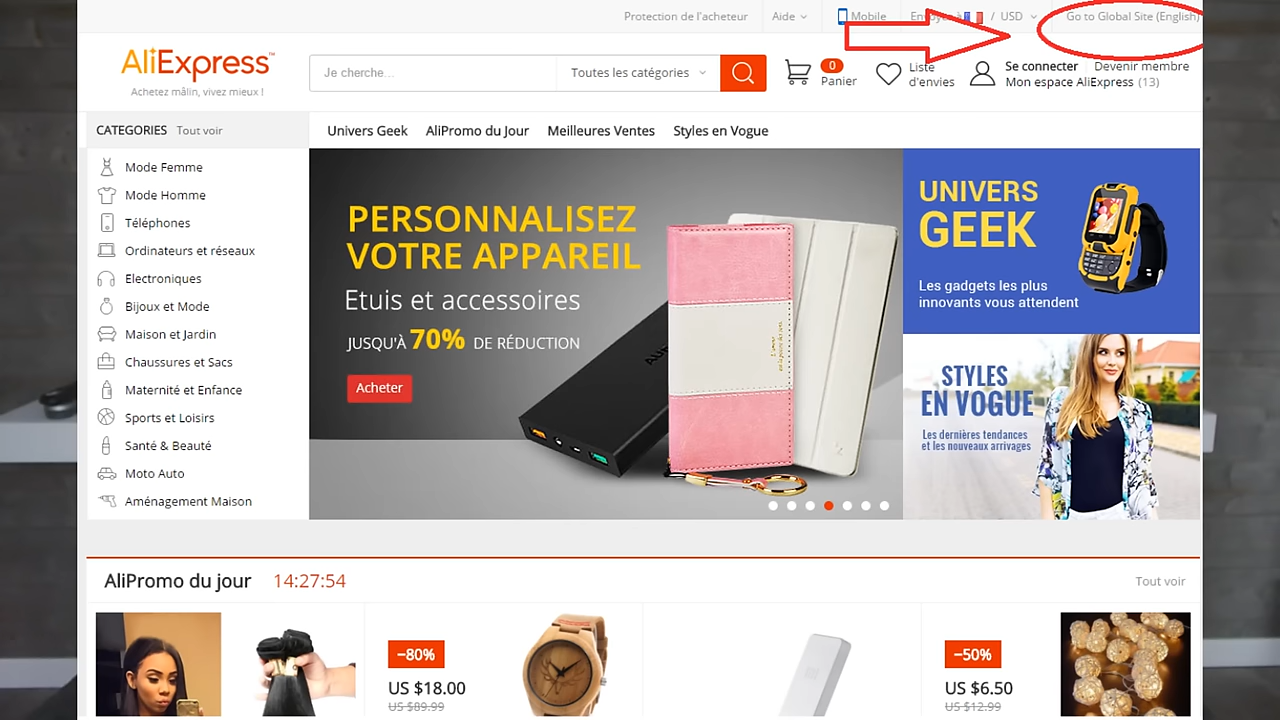 Protection de l'acheteur
Aide
Mobile
/ USD
Go to Global Site (English)
AliExpress™
Achetez mâlin, vivez mieux !
Je cherche...
Toutes les catégories
0
Panier
Liste
d'envies
Se connecter
Devenir membre
Mon espace AliExpress (13)
CATEGORIES Tout voir
Univers Geek
AliPromo du Jour
Meilleures Ventes
Styles en Vogue
Mode Femme
Mode Homme
Téléphones
Ordinateurs et réseaux
Electroniques
Bijoux et Mode
Maison et Jardin
Chaussures et Sacs
Maternité et Enfance
Sports et Loisirs
Santé & Beauté
Moto Auto
Aménagement Maison
PERSONNALISEZ
VOTRE APPAREIL
Etuis et accessoires
JUSQU'À 70% DE RÉDUCTION
Acheter
UNIVERS
GEEK
Les gadgets les plus
innovants vous attendent
STYLES
EN VOGUE
Les dernières tendances
et les nouveaux arrivages
AliPromo du jour 14:27:54
Tout voir
−80%
US $18.00
US $89.99
−50%
US $6.50
US $12.99